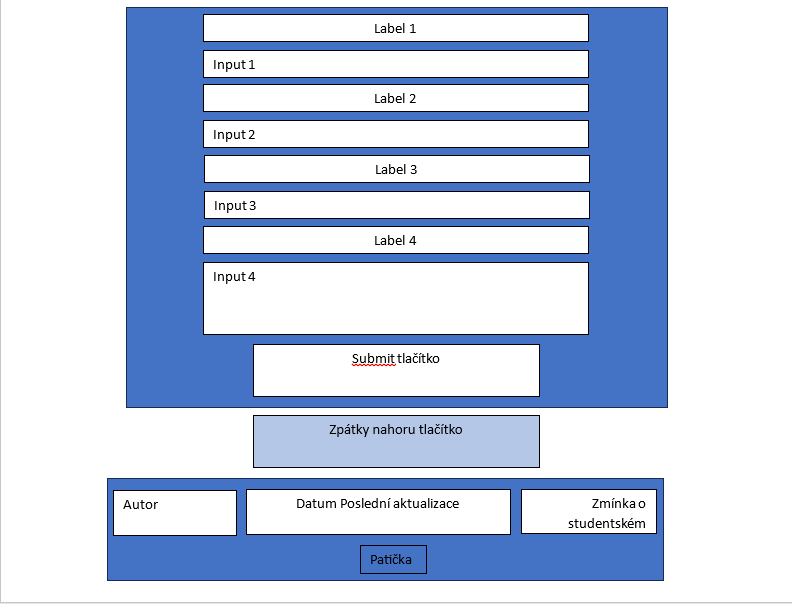 Label 1
Input 1
Label 2
Input 2
Label 3
Input 3
Label 4
Input 4
Submit tlačítko
Zpátky nahoru tlačítko
Autor
Datum Poslední aktualizace
Zmínka o
studentském
Patička